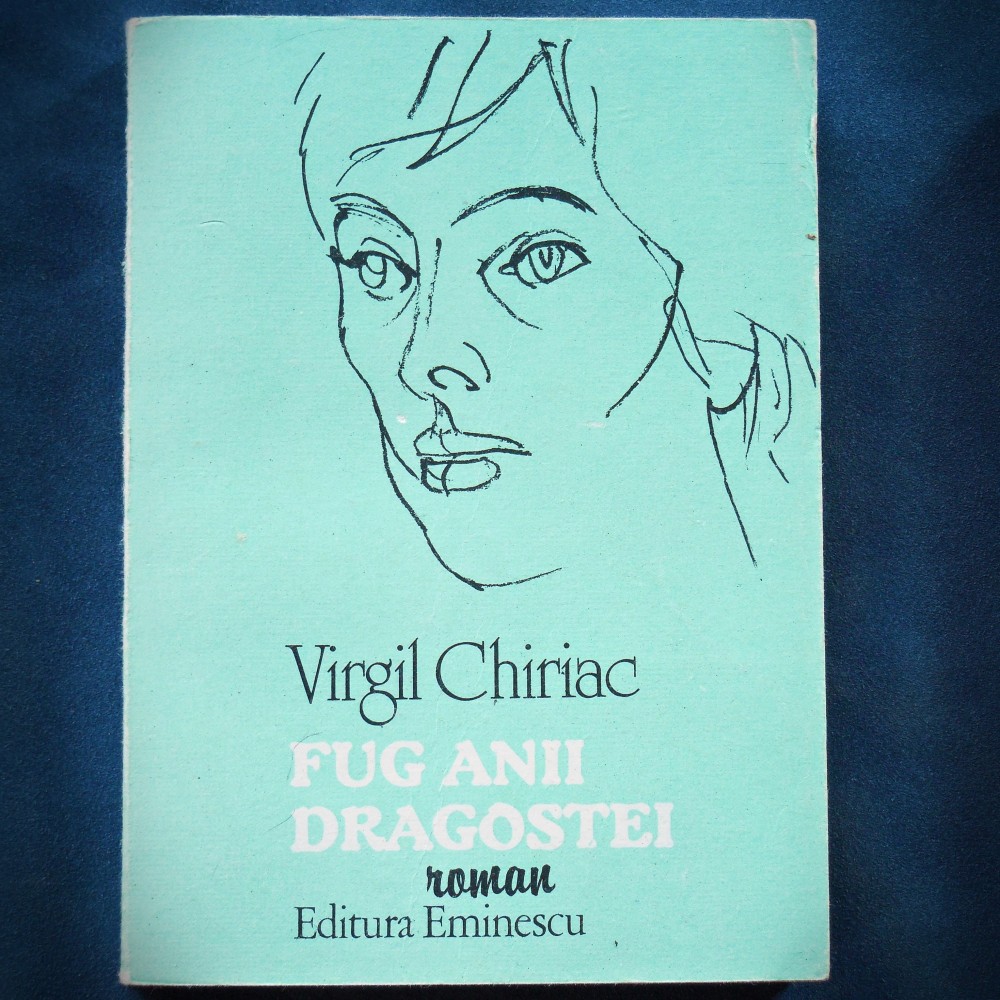 Virgil Chiriac
FUG ANII
DRAGOSTEI
roman
Editura Eminescu